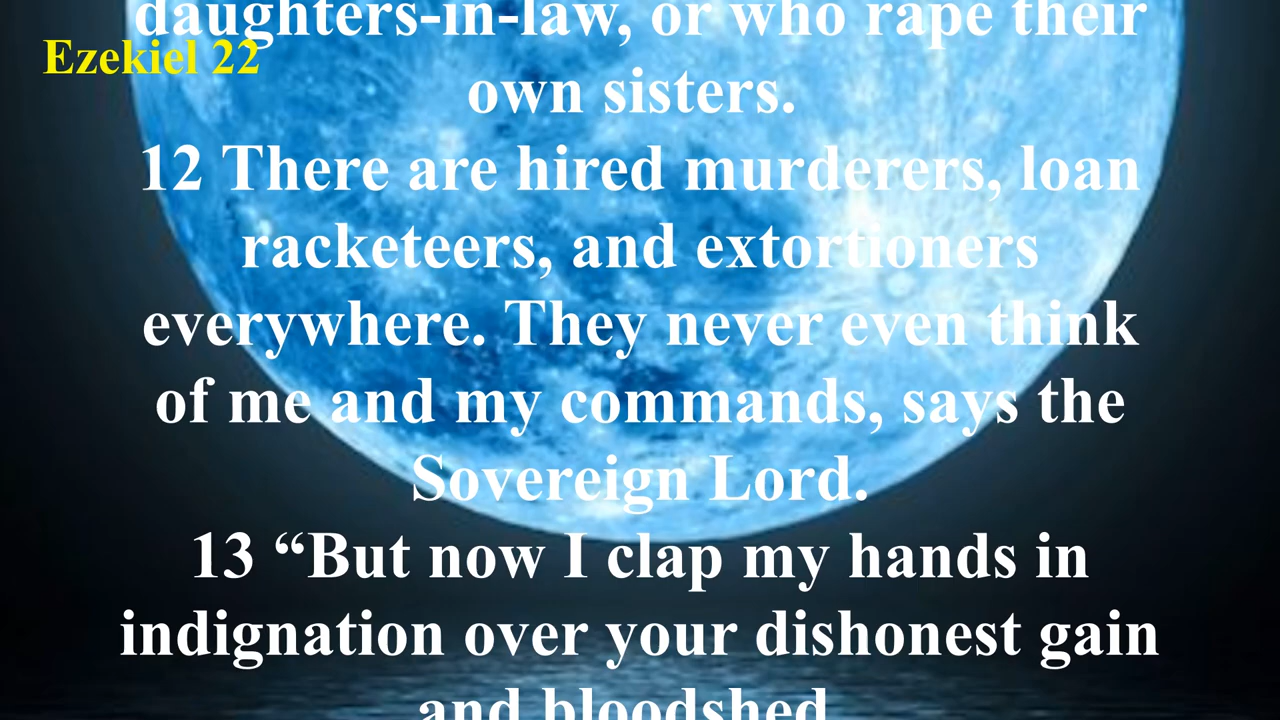 daughters-in-law, or who rape their
Ezekiel 22
own sisters.
12 There are hired murderers, loan
racketeers, and extortioners
everywhere. They never even think
of me and my commands, says the
Sovereign Lord.
13 “But now I clap my hands in
indignation over your dishonest gain
and bloodshed.